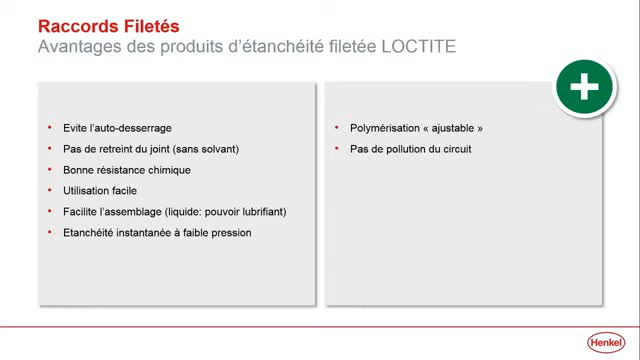 Raccords Filetés
Avantages des produits d’étanchéité filetée LOCTITE
• Evite l’auto-desserrage
• Pas de retreint du joint (sans solvant)
• Bonne résistance chimique
• Utilisation facile
• Facilite l’assemblage (liquide: pouvoir lubrifiant)
• Etanchéité instantanée à faible pression
• Polymérisation « ajustable »
• Pas de pollution du circuit
Henkel